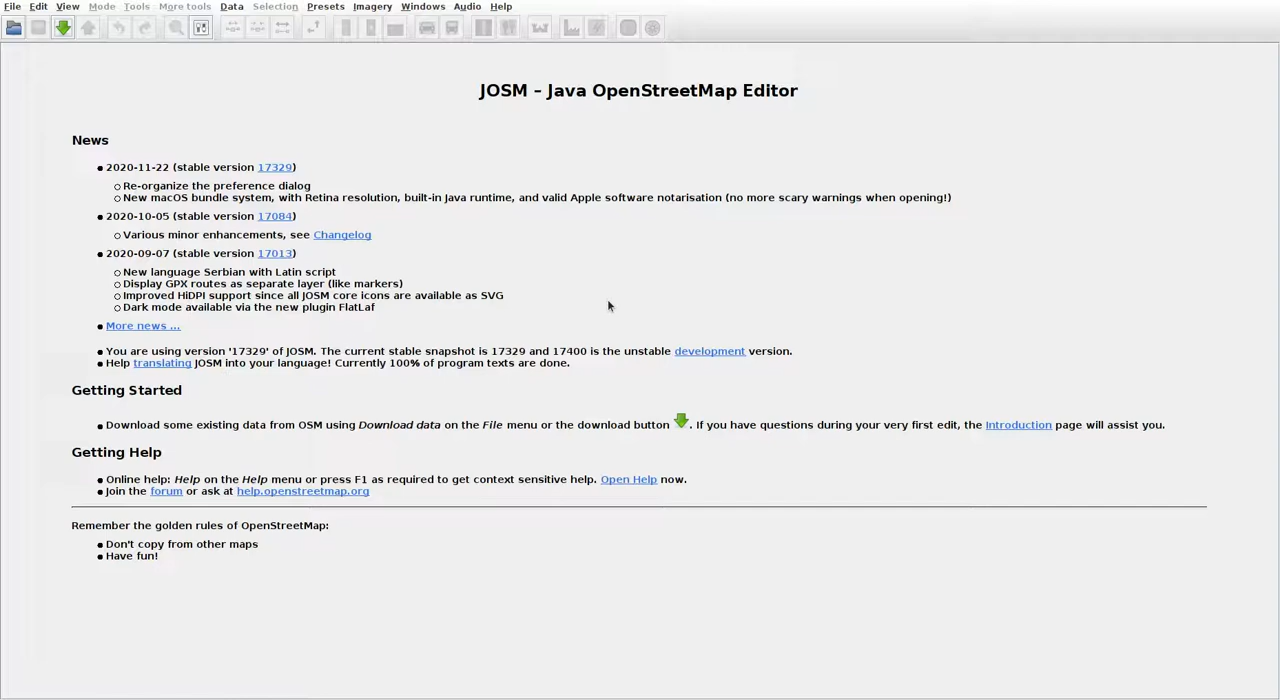 File Edit View Mode Tools More tools Data Selection Presets Imagery Windows Audio Help
JOSM – Java OpenStreetMap Editor
News
2020-11-22 (stable version 17329)
Re-organize the preference dialog
New macOS bundle system, with Retina resolution, built-in Java runtime, and valid Apple software notarisation (no more scary warnings when opening!)
2020-10-05 (stable version 17084)
Various minor enhancements, see Changelog
2020-09-07 (stable version 17013)
New language Serbian with Latin script
Display GPX routes as separate layer (like markers)
Improved HiDPI support since all JOSM core icons are available as SVG
Dark mode available via the new plugin FlatLaf
More news ...
You are using version '17329' of JOSM. The current stable snapshot is 17329 and 17400 is the unstable development version.
Help translating JOSM into your language! Currently 100% of program texts are done.
Getting Started
Download some existing data from OSM using Download data on the File menu or the download button . If you have questions during your very first edit, the Introduction page will assist you.
Getting Help
Online help: Help on the Help menu or press F1 as required to get context sensitive help. Open Help now.
Join the forum or ask at help.openstreetmap.org
Remember the golden rules of OpenStreetMap:
Don't copy from other maps
Have fun!